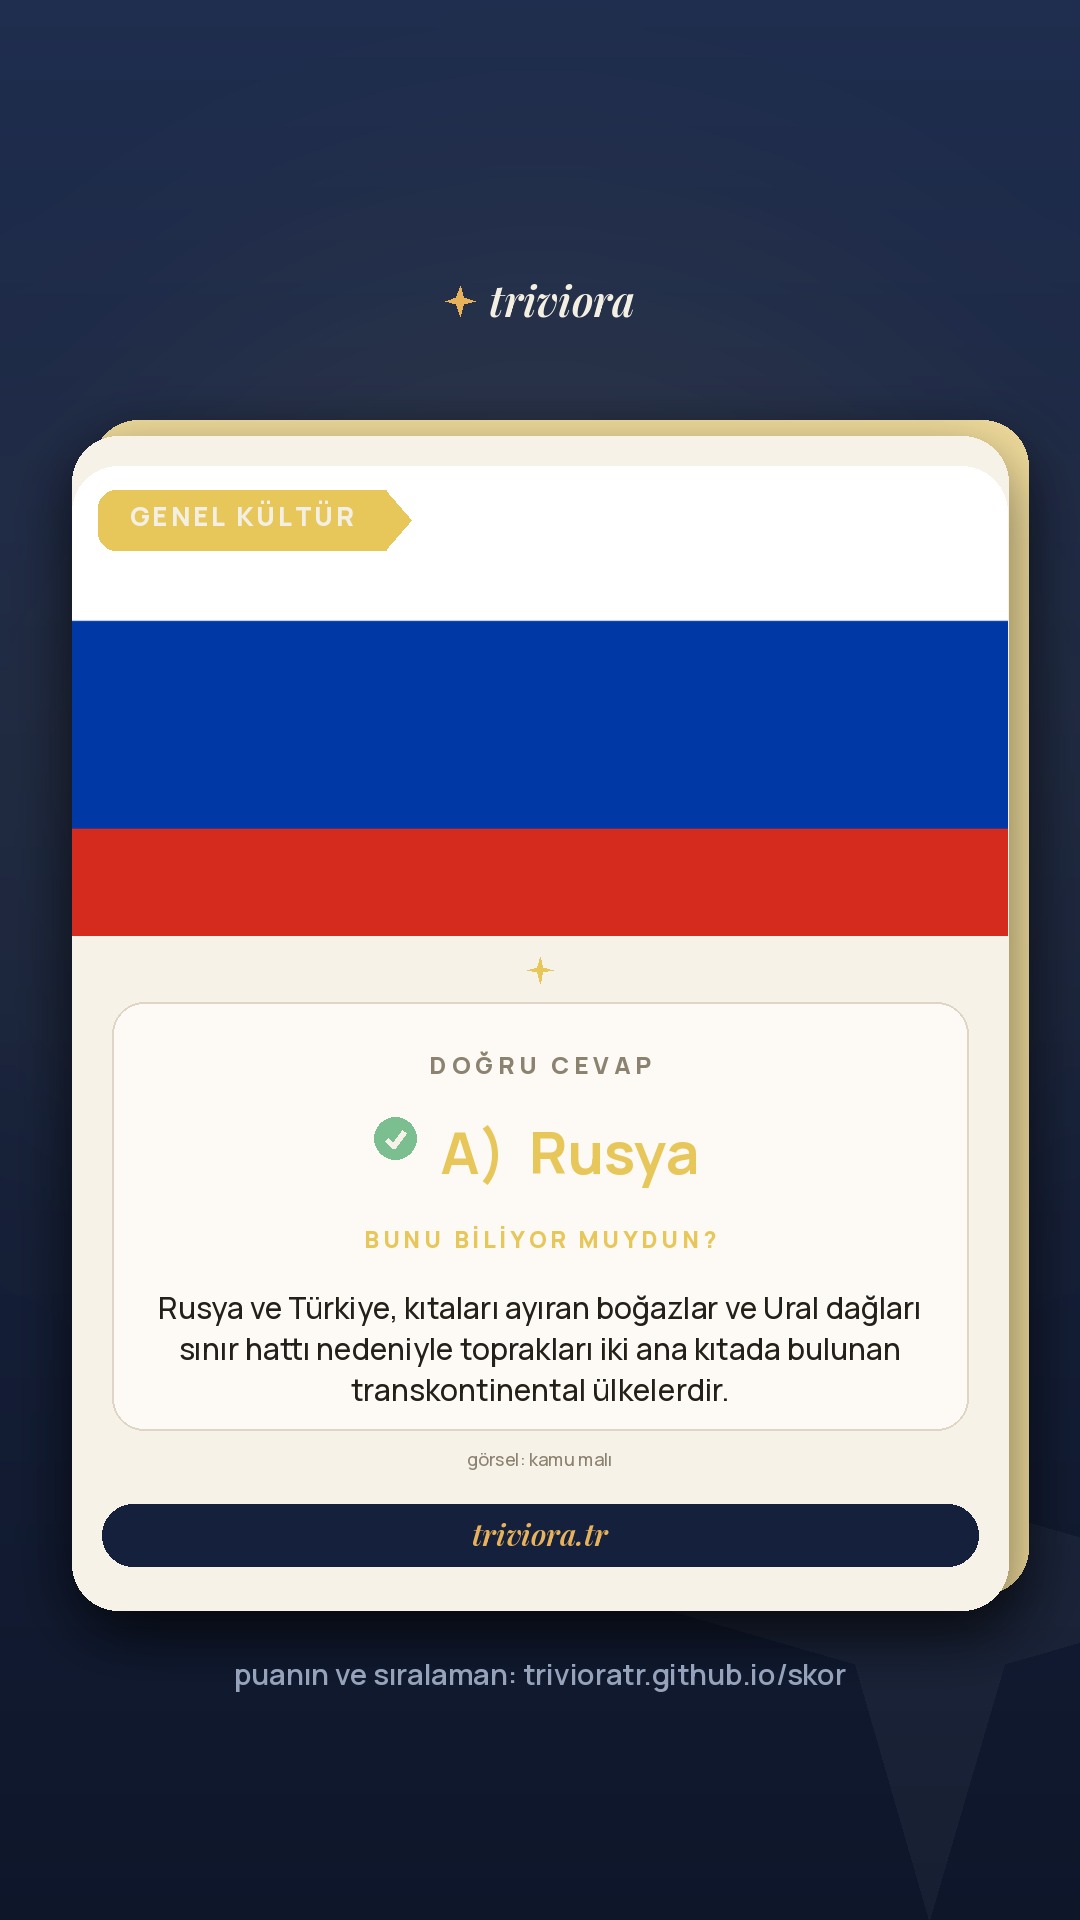 triviora
GENEL KÜLTÜR
DOĞRU CEVAP
A) Rusya
BUNU BİLİYOR MUYDUN?
Rusya ve Türkiye, kıtaları ayıran boğazlar ve Ural dağları
sınır hattı nedeniyle toprakları iki ana kıtada bulunan
transkontinental ülkelerdir.
görsel: kamu malı
triviora.tr
puanın ve sıralaman: trivioratr.github.io/skor